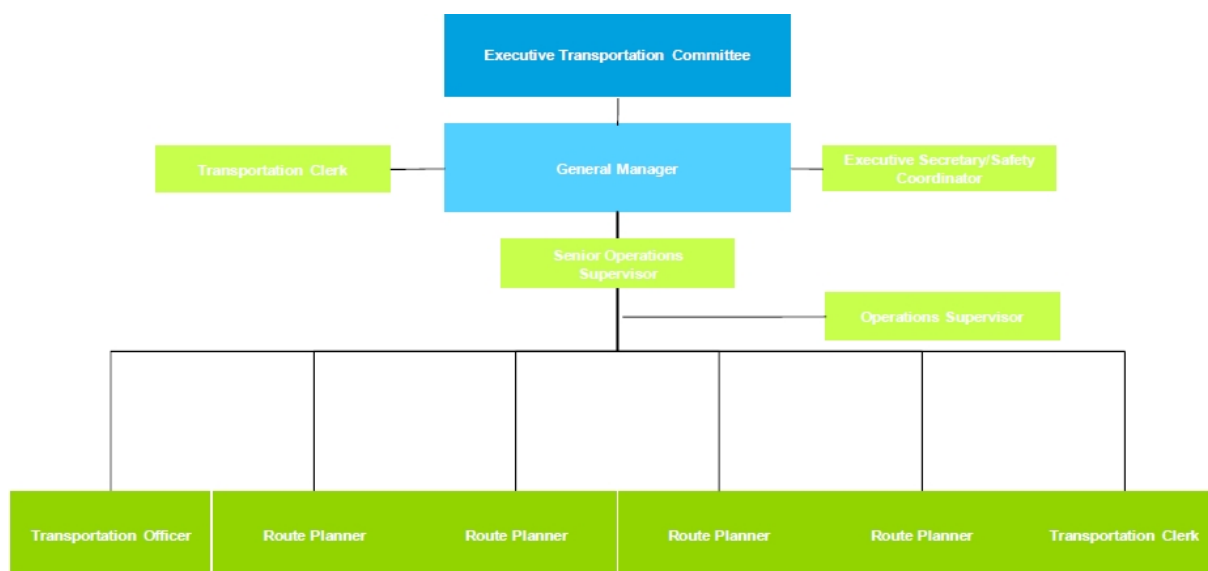 Executive Transportation Committee
Transportation Clerk
General Manager
Executive Secretary/Safety
Coordinator
Senior Operations
Supervisor
Operations Supervisor
Transportation Officer
Route Planner
Route Planner
Route Planner
Route Planner
Transportation Clerk